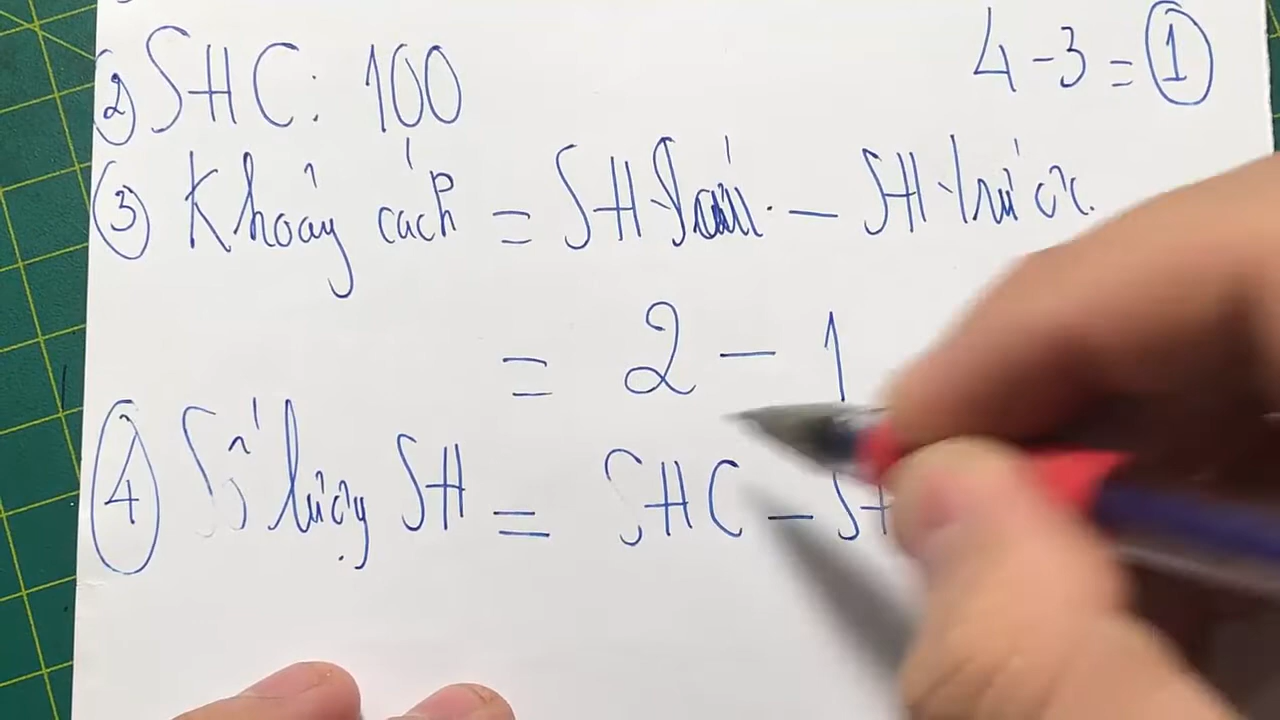 4 - 3 = 1
2 SHC: 100
3 Khoảng cách = SH sau - SH trước
= 2 - 1
4 Số lượng SH = SHC - SH